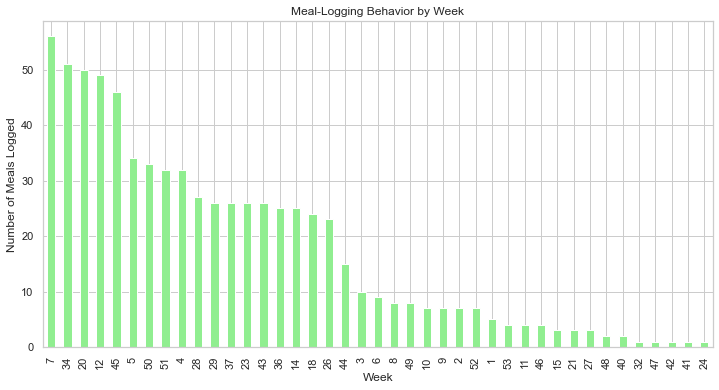 Meal-Logging Behavior by Week
Number of Meals Logged
50
40
30
20
10
0
7 34 20 12 45 5 50 51 4 28 29 37 23 43 36 14 18 26 44 3 6 8 49 10 9 2 52 1 53 11 46 15 21 27 48 40 32 47 42 41 24
Week